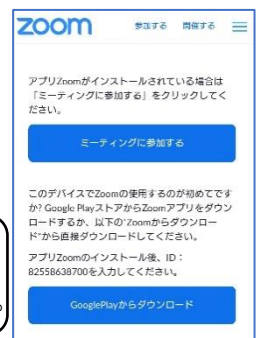 zoom 参加する 開催する
アプリZoomがインストールされている場合は
「ミーティングに参加する」をクリックしてく
ださい。
ミーティングに参加する
このデバイスでZoomの使用するのが初めてです
か? Google PlayストアからZoomアプリをダウン
ロードするか、以下の"Zoomからダウンロー
ド"から直接ダウンロードしてください。
アプリZoomのインストール後、ID：
82558638700を入力してください。
GooglePlayからダウンロード